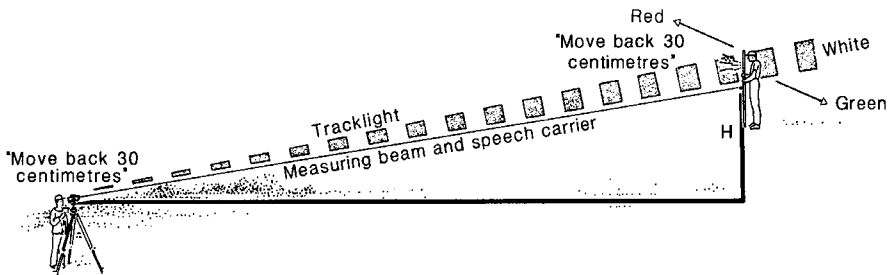 Red
"Move back 30
centimetres"
White
Green
Tracklight
Measuring beam and speech carrier
H
"Move back 30
centimetres"